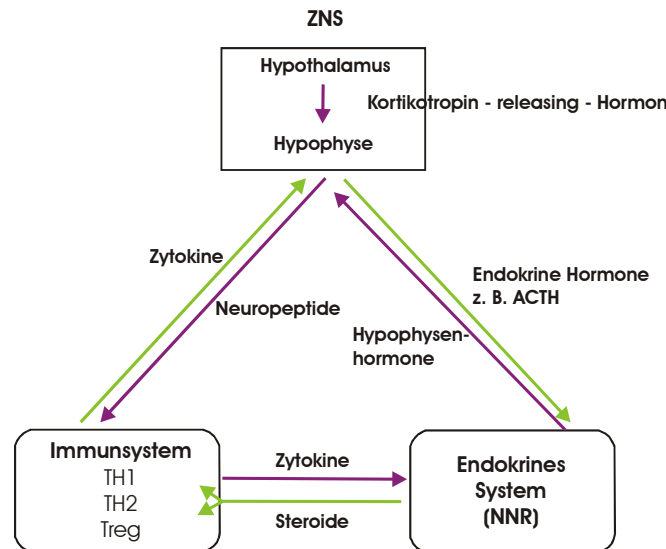 ZNS
Hypothalamus
Kortikotropin - releasing - Hormon
Hypophyse
Zytokine
Neuropeptide
Endokrine Hormone
z. B. ACTH
Hypophysen-
hormone
Immunsystem
TH1
TH2
Treg
Zytokine
Steroide
Endokrines
System
(NNR)